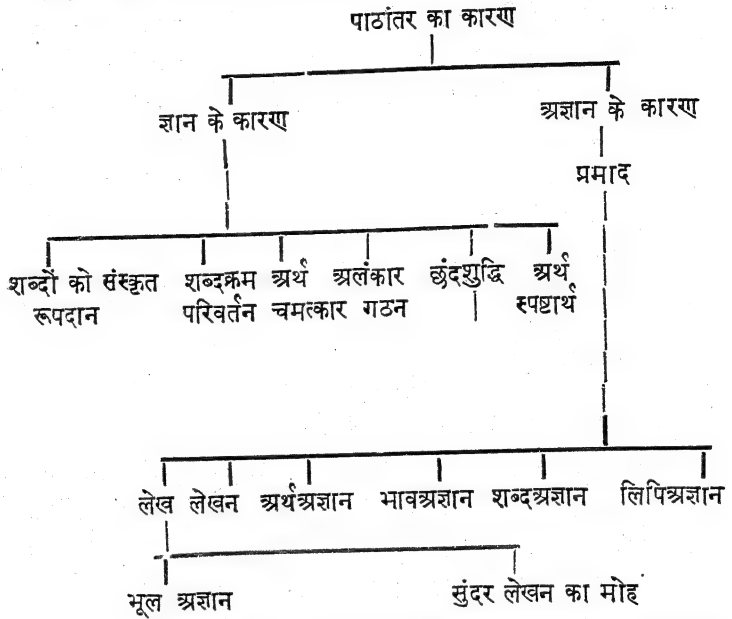 पाठांतर का कारण
ज्ञान के कारण अज्ञान के कारण
प्रमाद
शब्दों को संस्कृत शब्दक्रम अर्थ अलंकार छंदशुद्धि अर्थ
रूपदान परिवर्तन चमत्कार गठन स्पष्टार्थ
लेख लेखन अर्थअज्ञान भावअज्ञान शब्दअज्ञान लिपिअज्ञान
भूल अज्ञान सुंदर लेखन का मोह